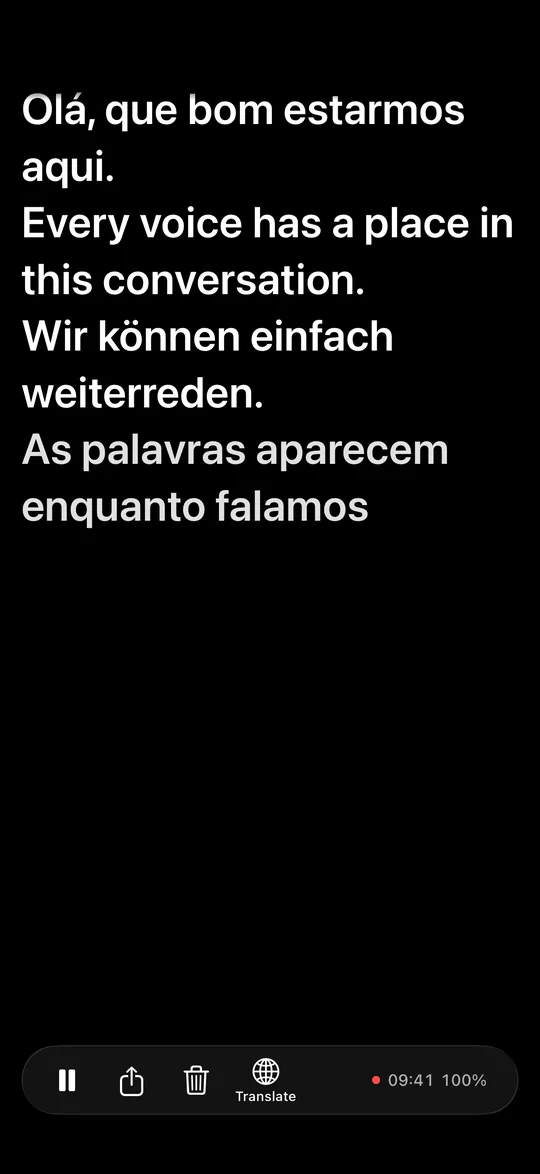 Olá, que bom estarmos
aqui.
Every voice has a place in
this conversation.
Wir können einfach
weiterreden.
As palavras aparecem
enquanto falamos
Translate
09:41 100%